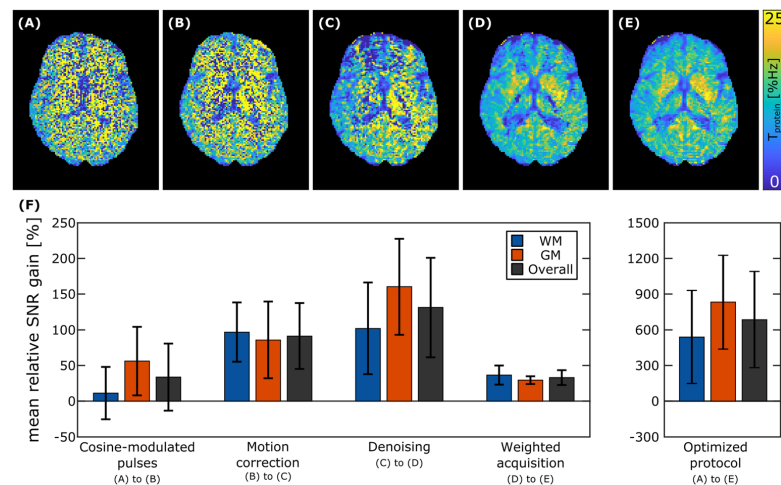 (A)
(B)
(C)
(D)
(E)
25
T protein [%Hz]
0
(F)
mean relative SNR gain [%]
250
200
150
100
50
0
-50
WM
GM
Overall
1500
1200
900
600
300
0
-300
Cosine-modulated
pulses
(A) to (B)
Motion
correction
(B) to (C)
Denoising
(C) to (D)
Weighted
acquisition
(D) to (E)
Optimized
protocol
(A) to (E)